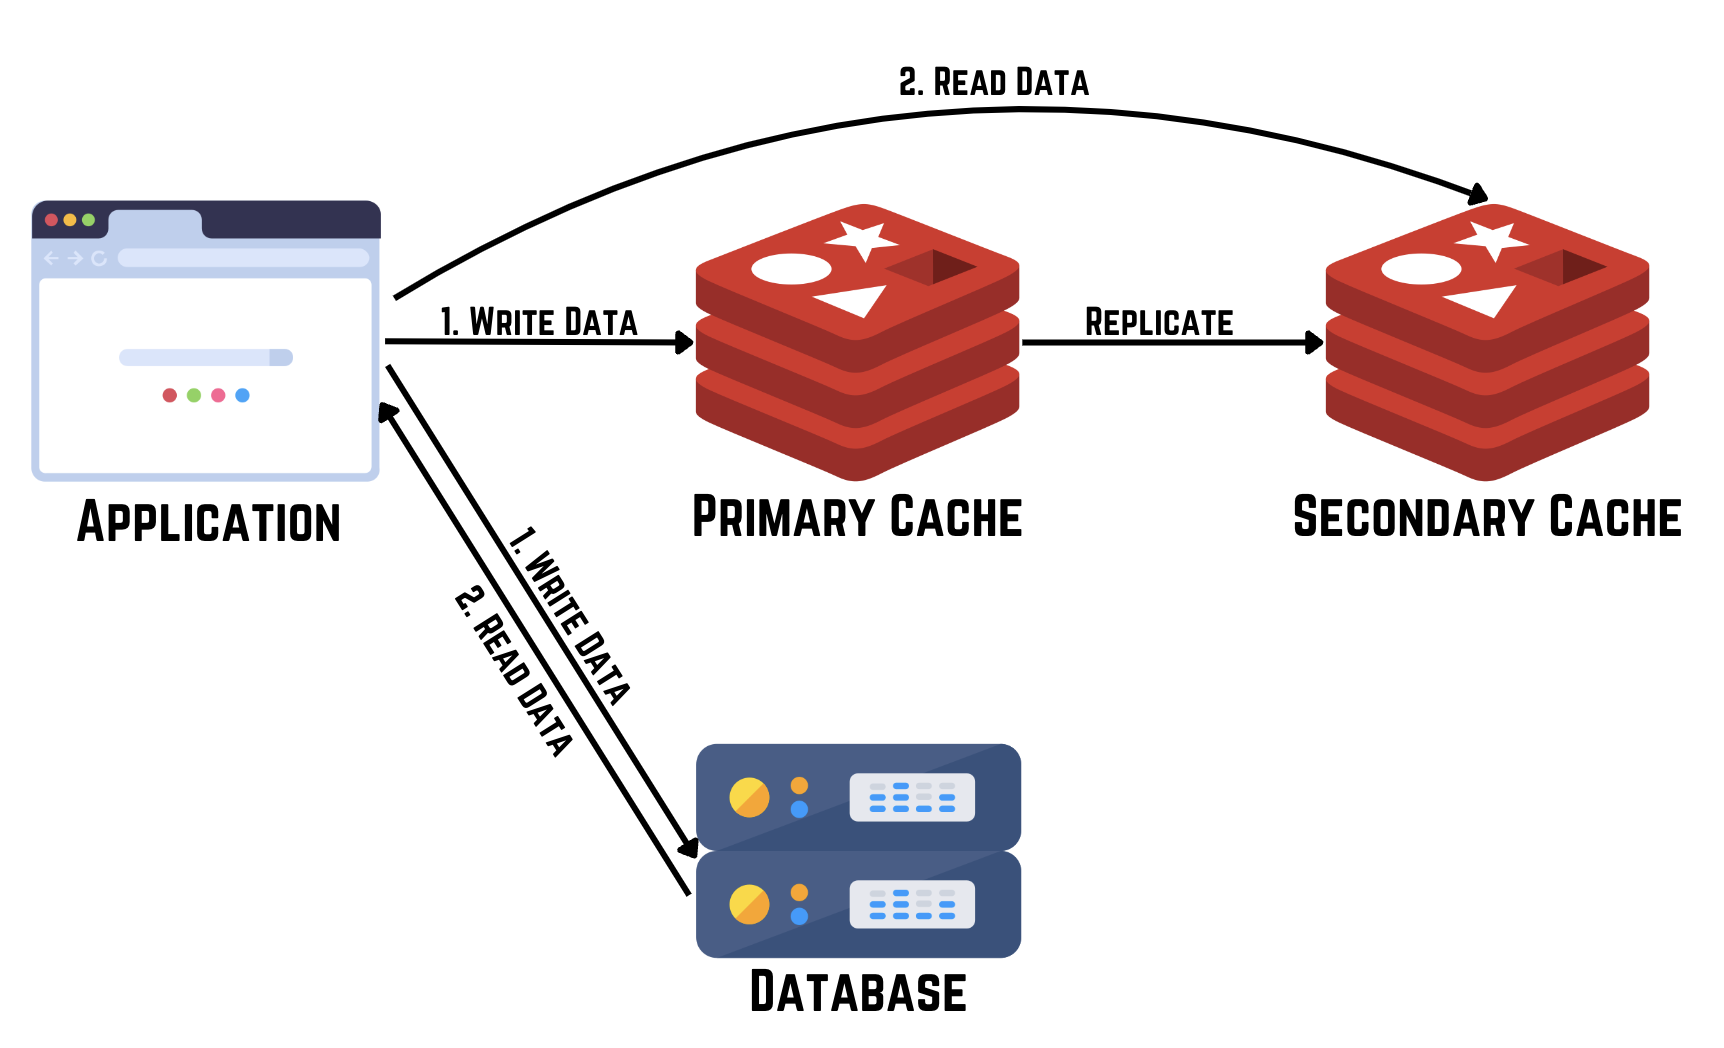 2. Read Data
1. Write Data
Replicate
Application
Primary Cache
Secondary Cache
1. Write Data
2. Read Data
Database